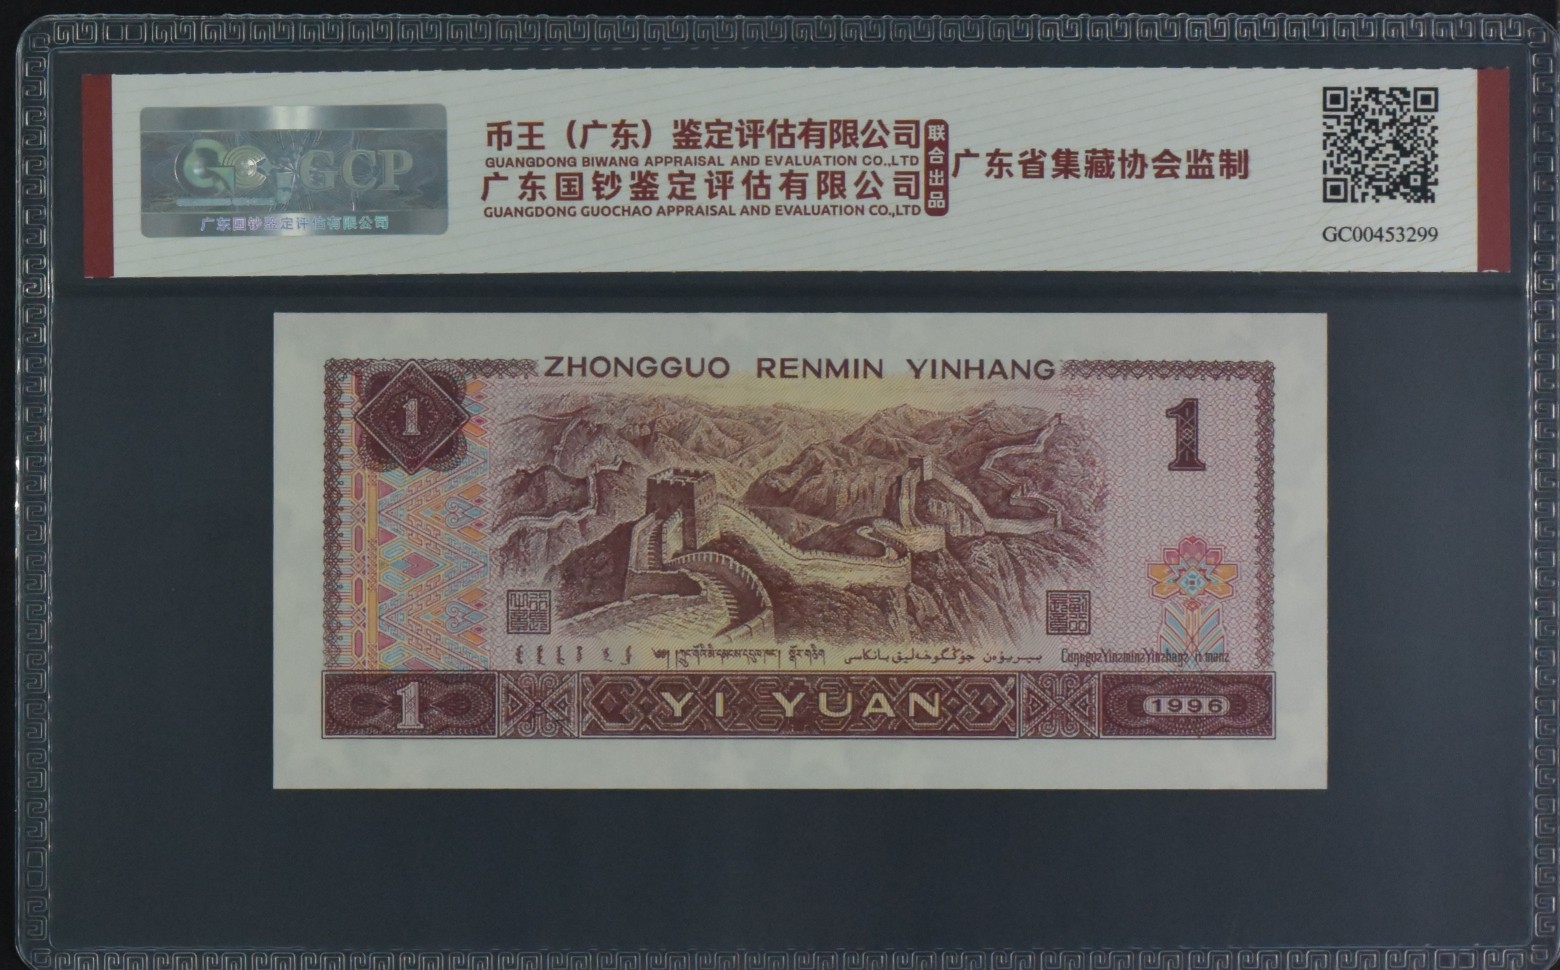 GCP
广东国钞鉴定评估有限公司
币王（广东）鉴定评估有限公司
GUANGDONG BIWANG APPRAISAL AND EVALUATION CO.,LTD
广东国钞鉴定评估有限公司
GUANGDONG GUOCHAO APPRAISAL AND EVALUATION CO.,LTD
联合出品
广东省集藏协会监制
GC00453299
ZHONGGUO RENMIN YINHANG
1
1
1
YI YUAN
1996